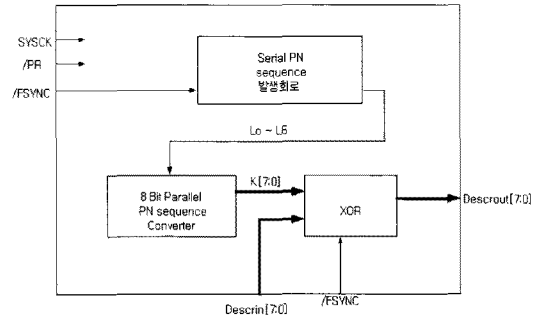 SYSCK
/PR
/FSYNC
Serial PN
sequence
발생회로
Lo ~ L6
8 Bit Parallel
PN sequence
Converter
K[7:0]
XOR
Descrout[7:0]
Descrin[7:0]
/FSYNC